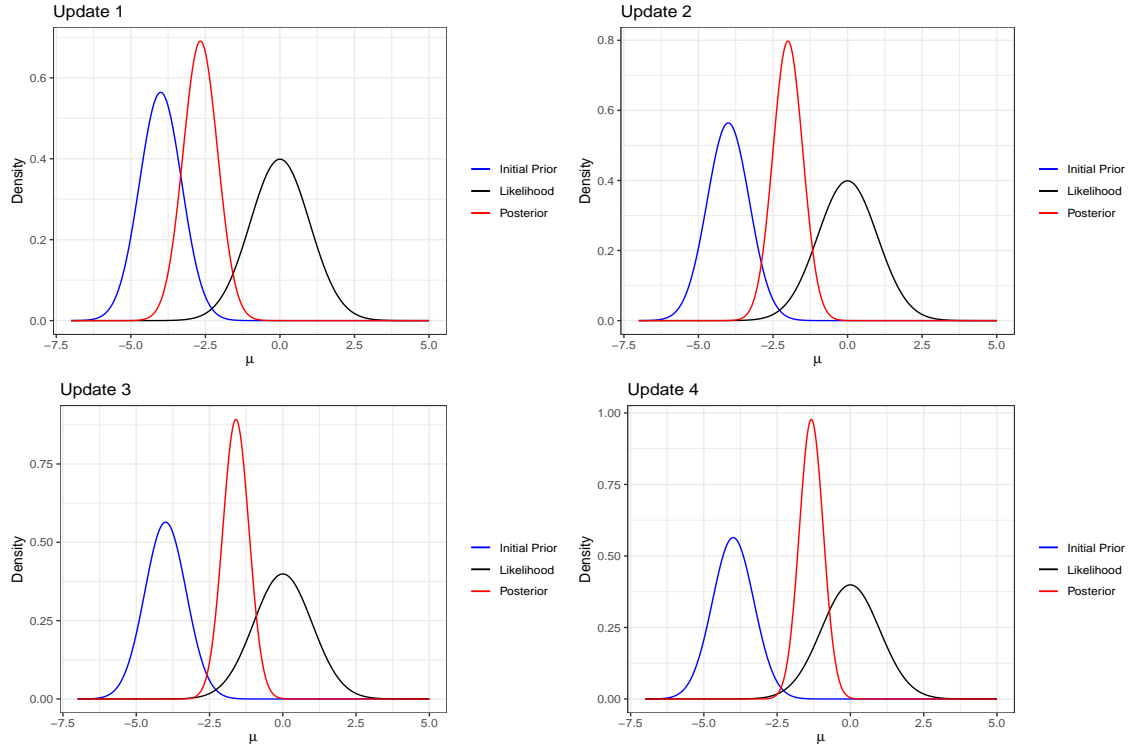 Update 1
Density
0.6
0.4
0.2
0.0
−7.5 −5.0 −2.5 0.0 2.5 5.0
μ
Initial Prior
Likelihood
Posterior
Update 2
Density
0.8
0.6
0.4
0.2
0.0
−7.5 −5.0 −2.5 0.0 2.5 5.0
μ
Initial Prior
Likelihood
Posterior
Update 3
Density
0.75
0.50
0.25
0.00
−7.5 −5.0 −2.5 0.0 2.5 5.0
μ
Initial Prior
Likelihood
Posterior
Update 4
Density
1.00
0.75
0.50
0.25
0.00
−7.5 −5.0 −2.5 0.0 2.5 5.0
μ
Initial Prior
Likelihood
Posterior